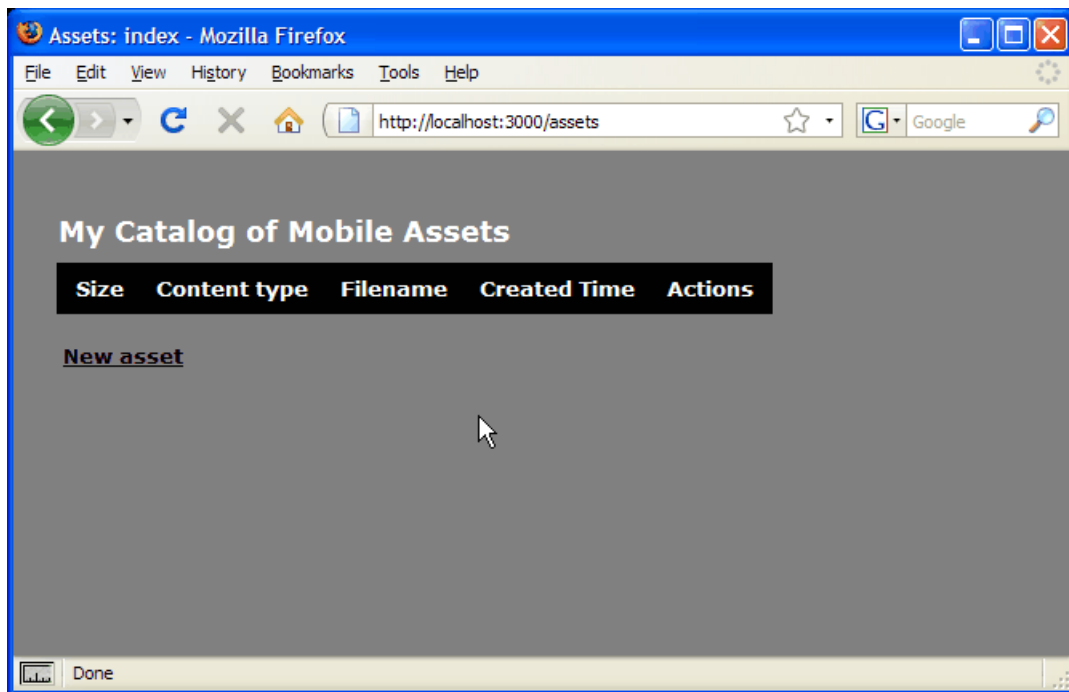 Assets: index - Mozilla Firefox
File Edit View History Bookmarks Tools Help
http://localhost:3000/assets G Google
My Catalog of Mobile Assets
Size Content type Filename Created Time Actions
New asset
Done